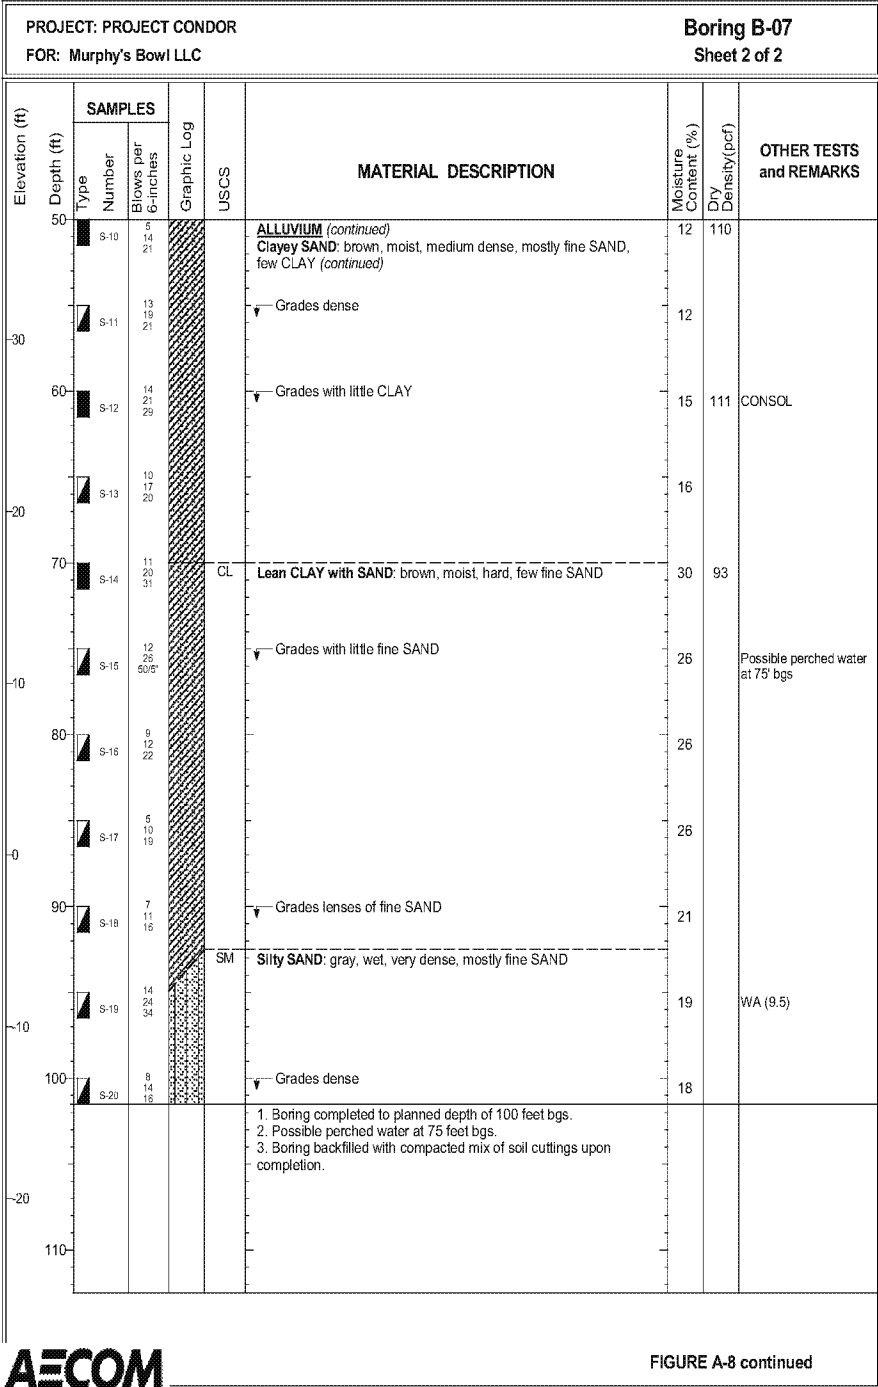 PROJECT: PROJECT CONDOR
FOR: Murphy's Bowl LLC
Boring B-07
Sheet 2 of 2
Elevation (ft)
Depth (ft)
SAMPLES
Type
Number
Blows per
6-inches
Graphic Log
USCS
MATERIAL DESCRIPTION
Moisture
Content (%)
Dry
Density(pcf)
OTHER TESTS
and REMARKS
50 S-10 5 14 21 ALLUVIUM (continued) 12 110
Clayey SAND: brown, moist, medium dense, mostly fine SAND,
few CLAY (continued)
S-11 13 19 21 Grades dense 12
30
60 S-12 14 21 29 Grades with little CLAY 15 111 CONSOL
S-13 10 17 20 16
20
70 S-14 11 20 31 CL Lean CLAY with SAND: brown, moist, hard, few fine SAND 30 93
S-15 12 26 50/5" Grades with little fine SAND 26 Possible perched water
at 75' bgs
10
80 S-16 9 12 22 26
S-17 5 10 19 26
0
90 S-18 7 11 16 Grades lenses of fine SAND 21
SM Silty SAND: gray, wet, very dense, mostly fine SAND
S-19 14 24 34 19 WA (9.5)
-10
100 S-20 8 14 16 Grades dense 18
1. Boring completed to planned depth of 100 feet bgs.
2. Possible perched water at 75 feet bgs.
3. Boring backfilled with compacted mix of soil cuttings upon
completion.
-20
110
AECOM
FIGURE A-8 continued